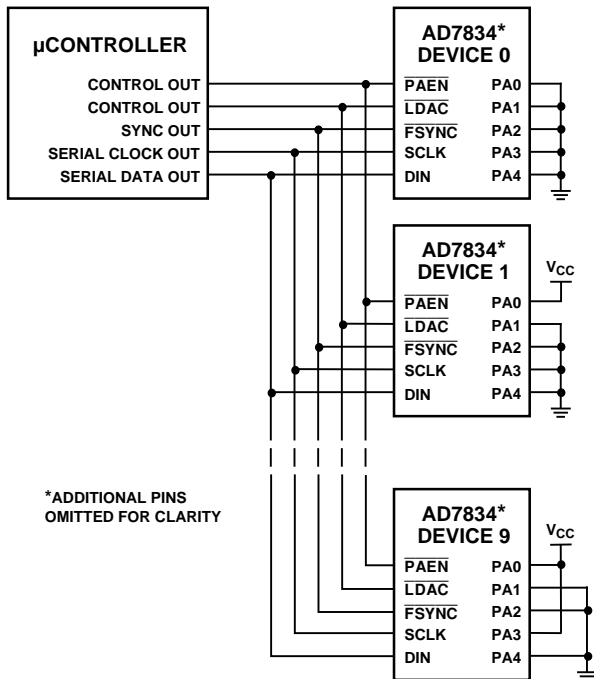 µCONTROLLER
CONTROL OUT
CONTROL OUT
SYNC OUT
SERIAL CLOCK OUT
SERIAL DATA OUT
AD7834*
DEVICE 0
PAEN PA0
LDAC PA1
FSYNC PA2
SCLK PA3
DIN PA4
AD7834*
DEVICE 1
VCC
PAEN PA0
LDAC PA1
FSYNC PA2
SCLK PA3
DIN PA4
*ADDITIONAL PINS
OMITTED FOR CLARITY
AD7834*
DEVICE 9
VCC
PAEN PA0
LDAC PA1
FSYNC PA2
SCLK PA3
DIN PA4